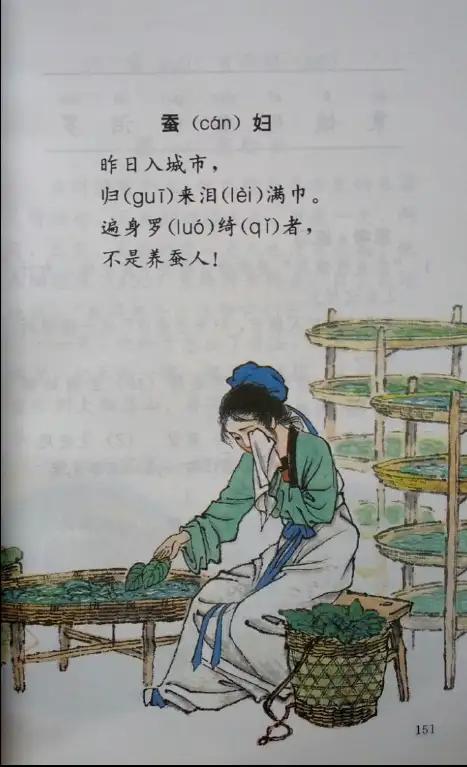 蚕(cán)妇
昨日入城市，
归(guī)来泪(lèi)满巾。
遍身罗(luó)绮(qǐ)者，
不是养蚕人！
151